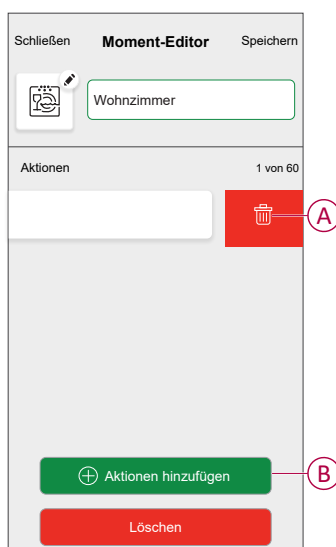 Schließen Moment-Editor Speichern
Wohnzimmer
Aktionen 1 von 60
A
Aktionen hinzufügen
B
Löschen